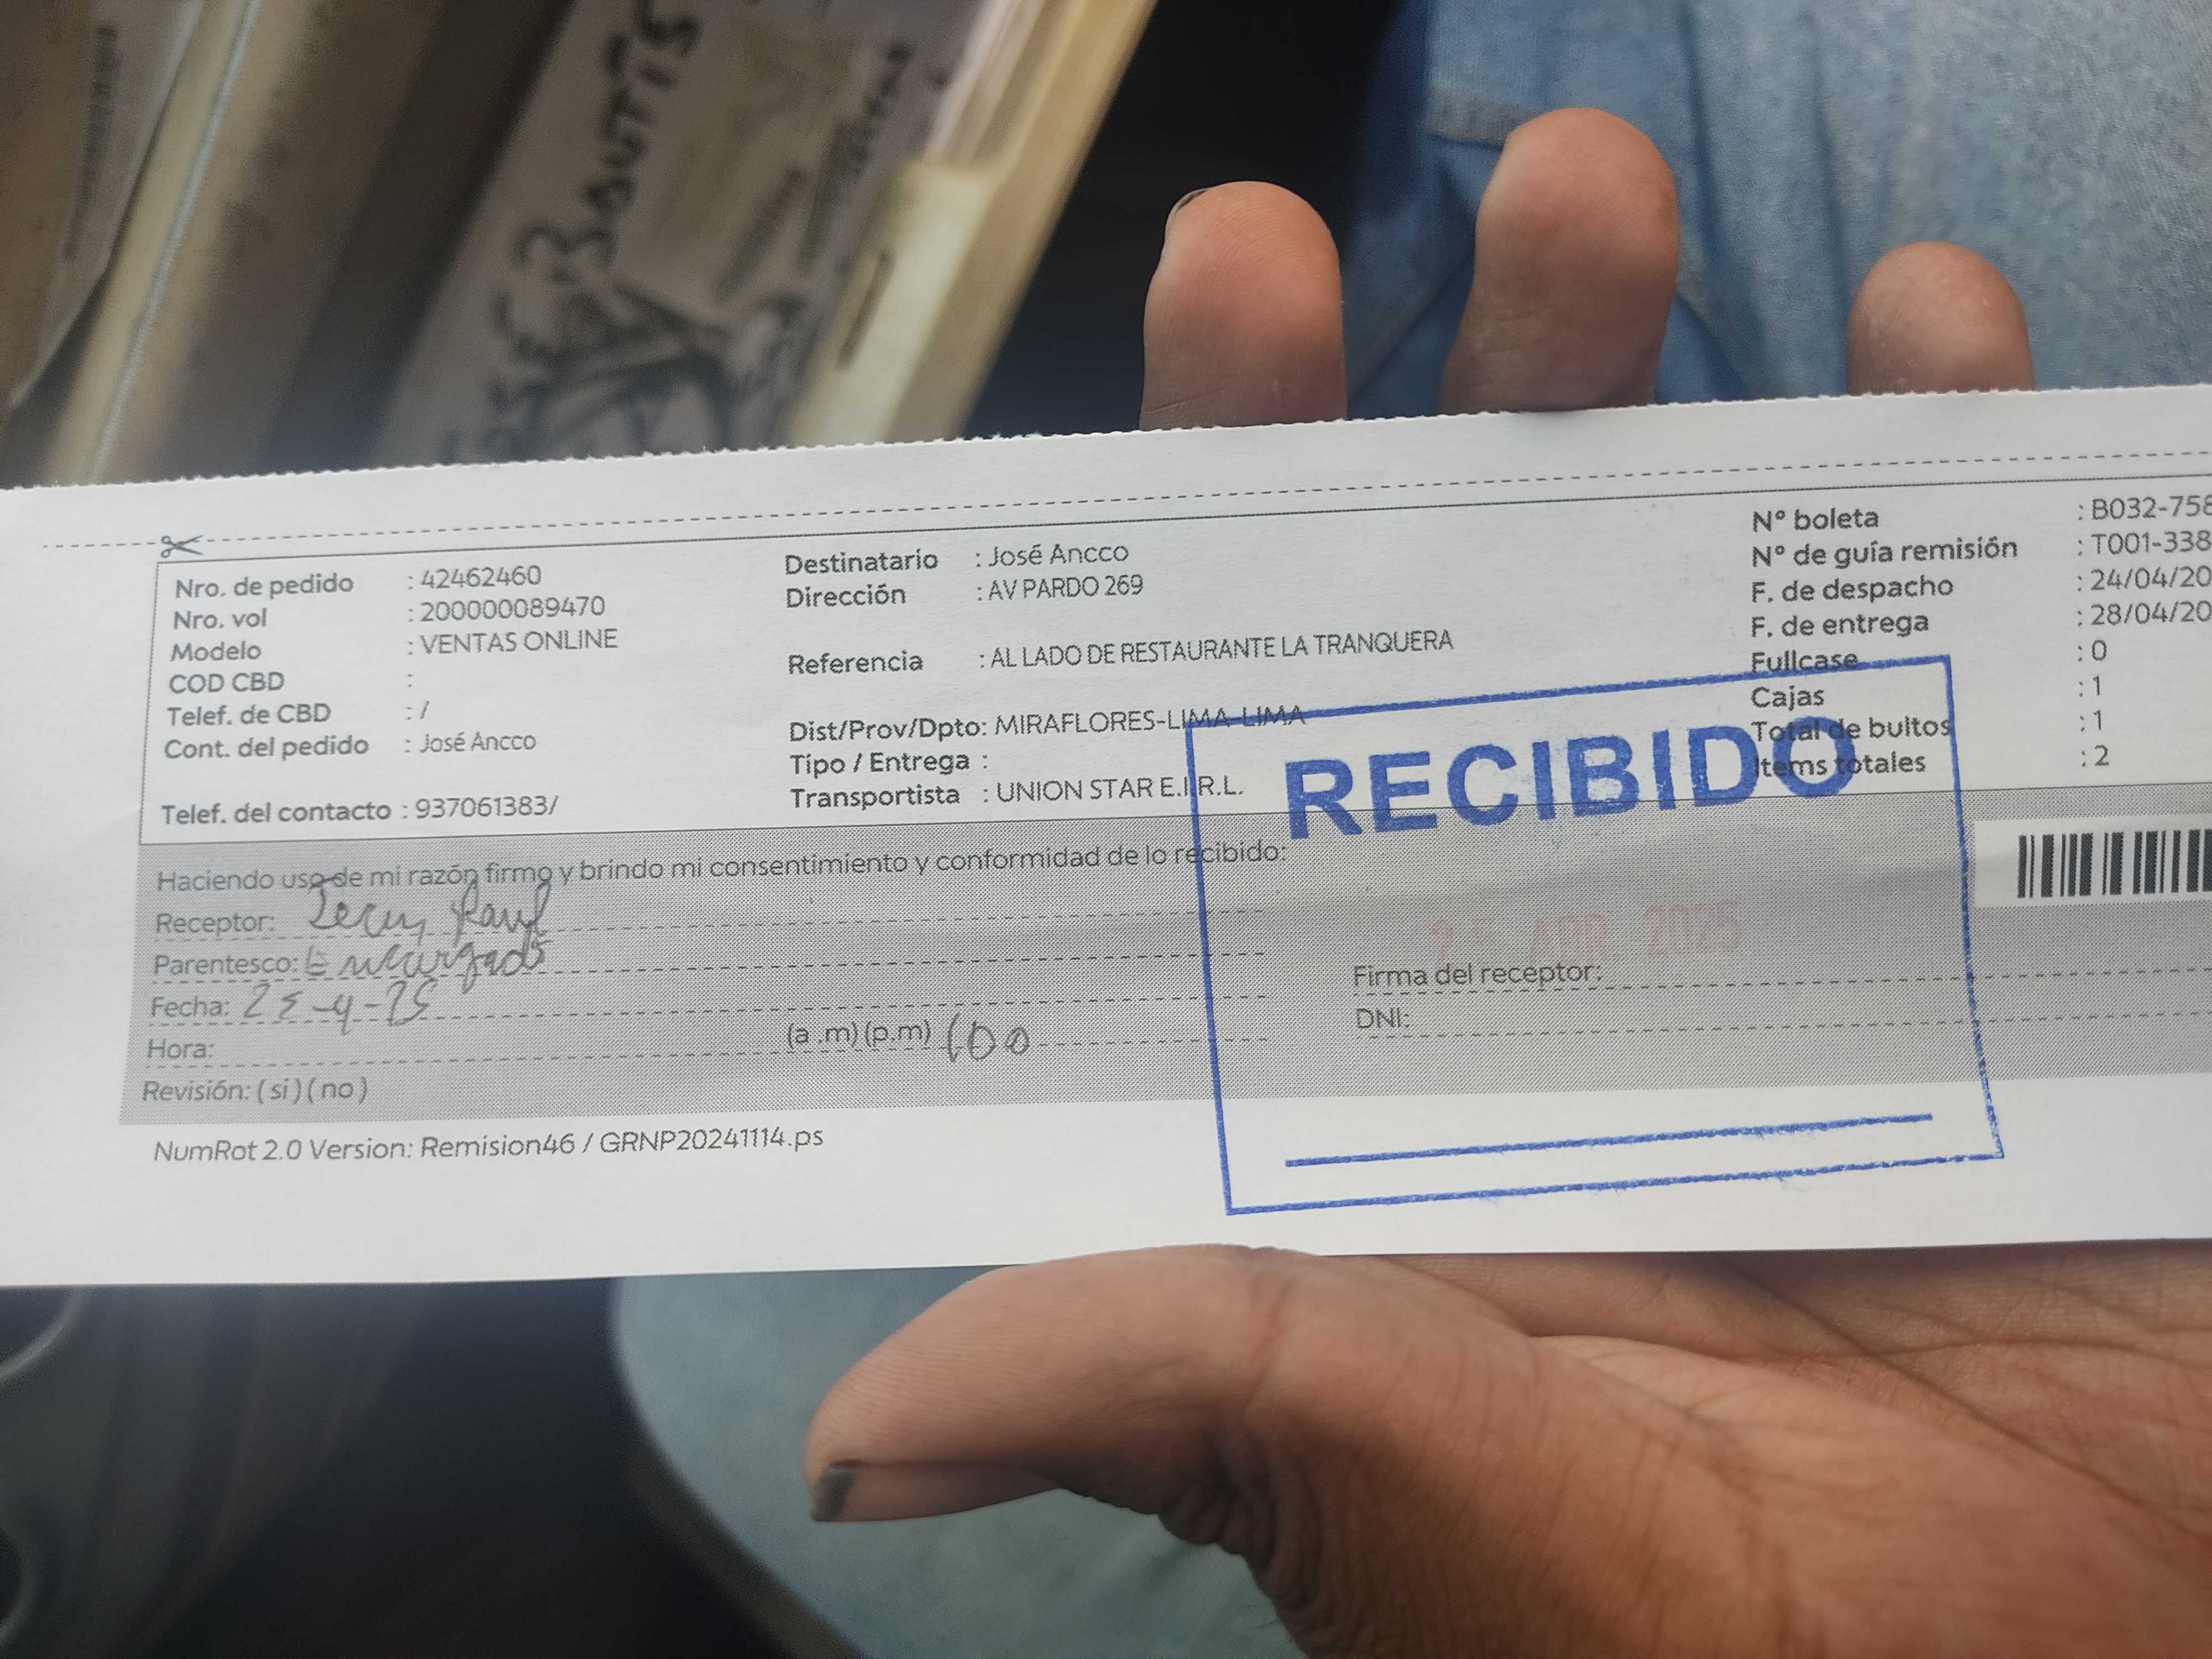 Nro. de pedido : 42462460
Nro. vol : 200000089470
Modelo : VENTAS ONLINE
COD CBD :
Telef. de CBD : /
Cont. del pedido : José Ancco
Telef. del contacto : 937061383/
Destinatario : José Ancco
Dirección : AV PARDO 269
Referencia : AL LADO DE RESTAURANTE LA TRANQUERA
Dist/Prov/Dpto: MIRAFLORES-LIMA-LIMA
Tipo / Entrega :
Transportista : UNION STAR E.I.R.L.
Nº boleta : B032-758
Nº de guía remisión : T001-338
F. de despacho : 24/04/20
F. de entrega : 28/04/20
Fullcase : 0
Cajas : 1
Total de bultos : 1
Items totales : 2
RECIBIDO
25 ABR. 2025
Haciendo uso de mi razón firmo y brindo mi consentimiento y conformidad de lo recibido:
Receptor:
Parentesco: Encargado
Fecha: 25-4-25
Hora: (a .m) (p.m) 100
Revisión: ( si ) ( no )
Firma del receptor:
DNI:
NumRot 2.0 Version: Remision46 / GRNP20241114.ps